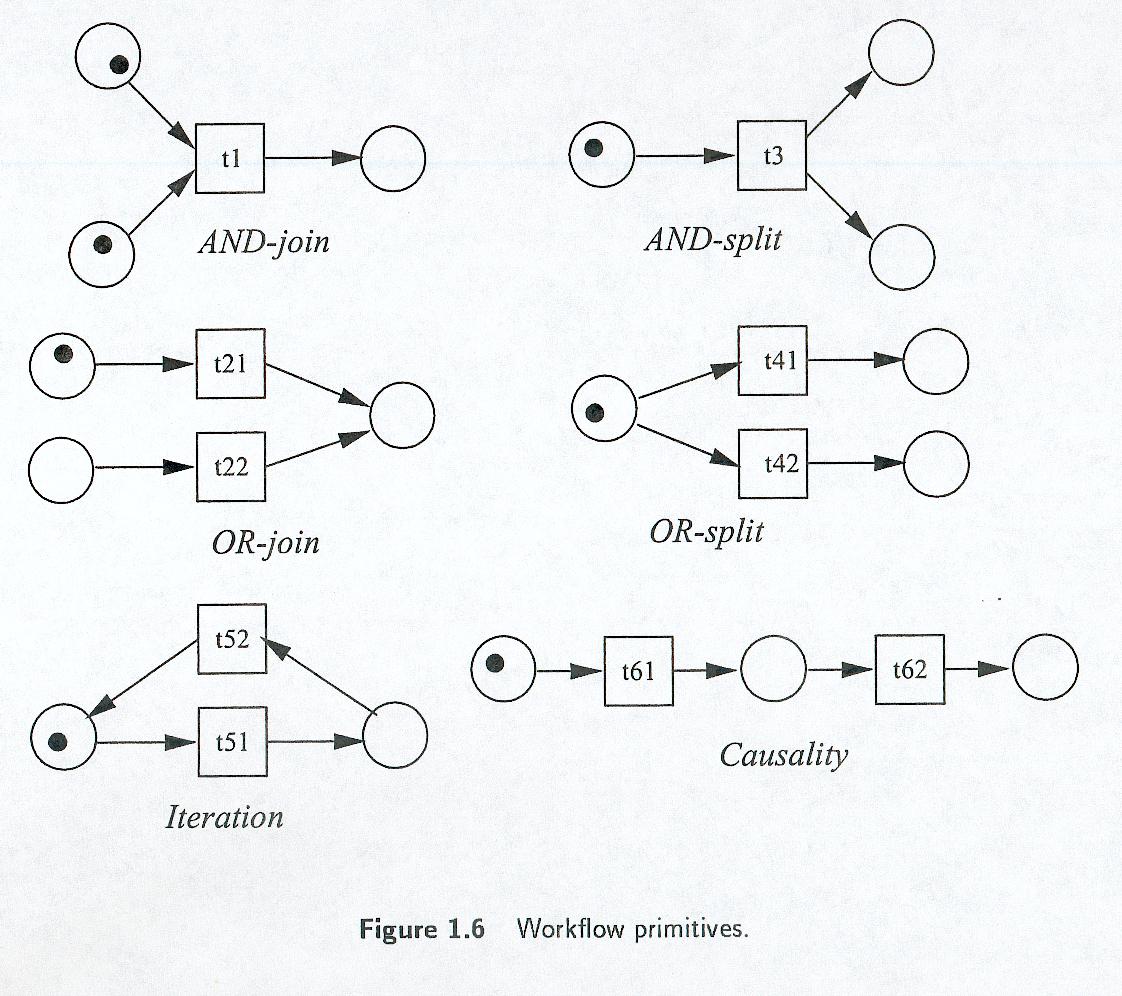 t1
t3
AND-join
AND-split
t21
t41
t22
t42
OR-join
OR-split
t52
t61
t62
t51
Causality
Iteration
Figure 1.6 Workflow primitives.